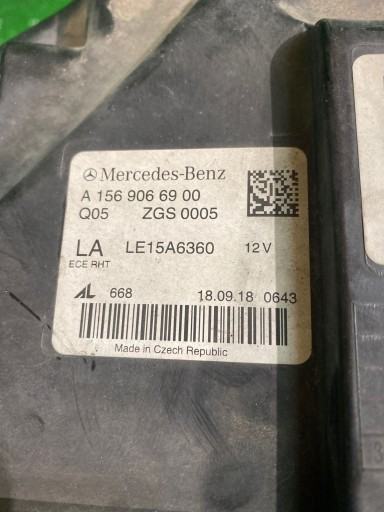 Mercedes-Benz
A 156 906 69 00
Q05 ZGS 0005
LA LE15A6360 12V
ECE RHT
AL 668 18.09.18 0643
Made in Czech Republic